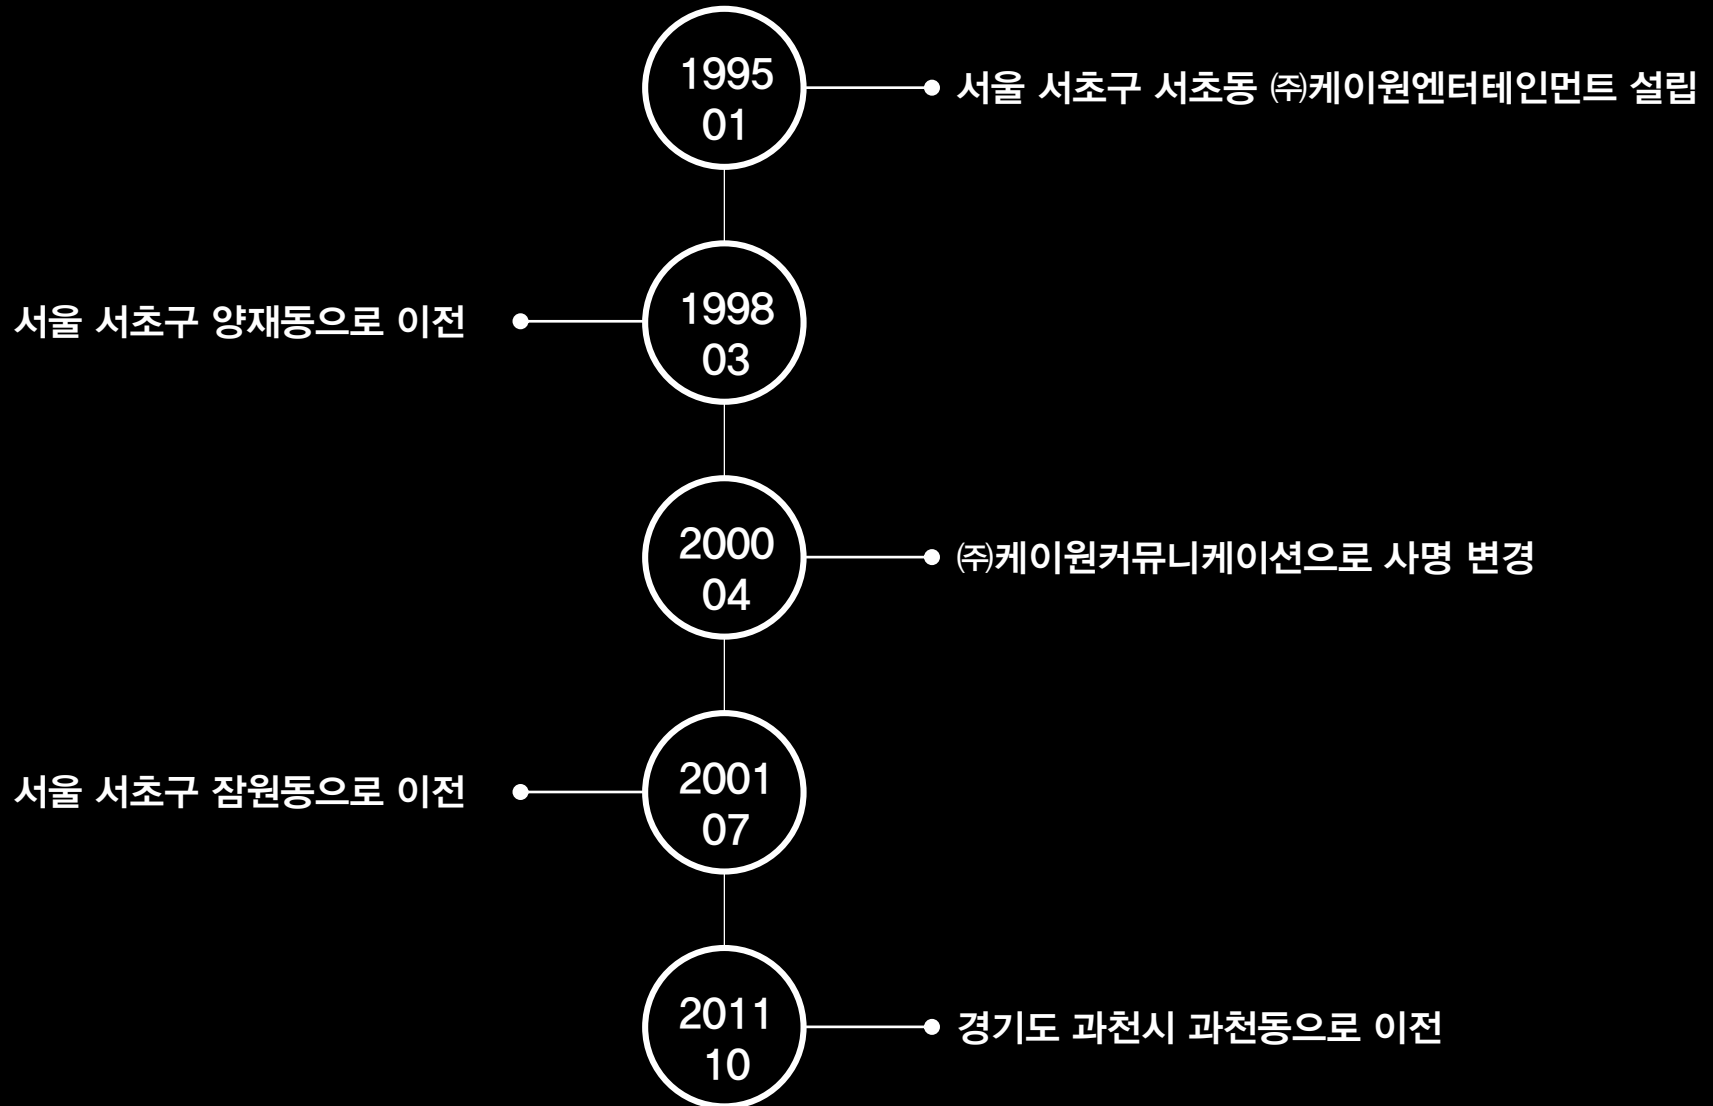 1995
01
서울 서초구 서초동 ㈜케이원엔터테인먼트 설립
서울 서초구 양재동으로 이전
1998
03
2000
04
㈜케이원커뮤니케이션으로 사명 변경
서울 서초구 잠원동으로 이전
2001
07
2011
10
경기도 과천시 과천동으로 이전